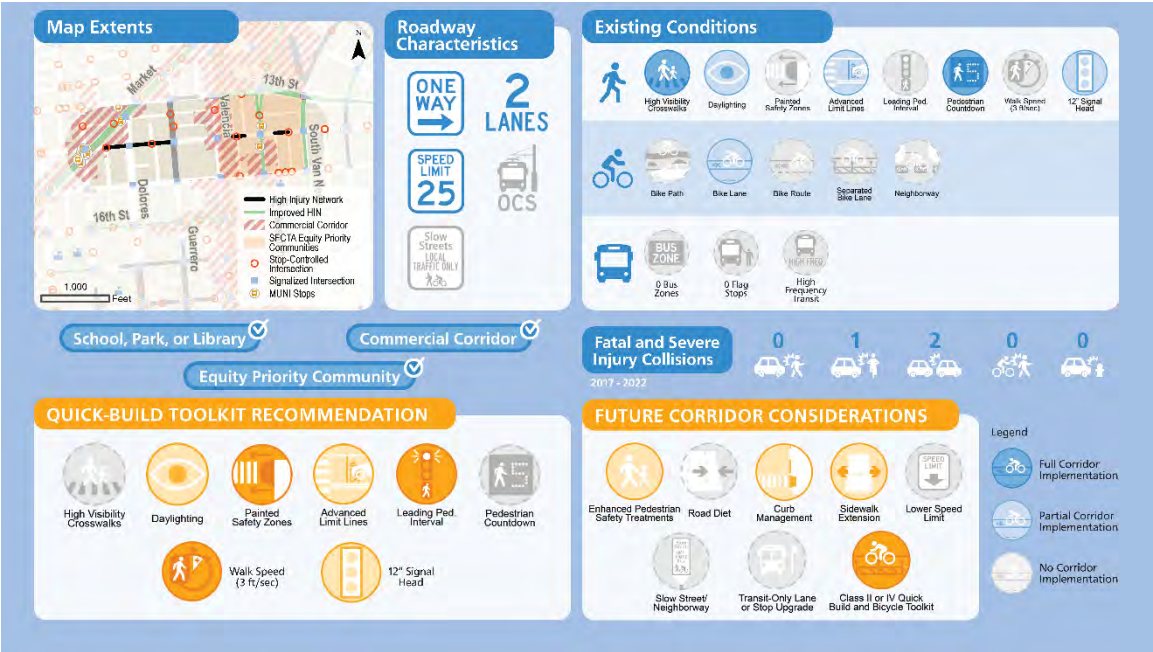 Map Extents
N
Market
13th St
Valencia
South Van N
Dolores
16th St
Guerrero
High Injury Network
Improved HIN
Commercial Corridor
SFCTA Equity Priority
Communities
Stop-Controlled
Intersection
Signalized Intersection
MUNI Stops
1,000
Feet
Roadway
Characteristics
ONE
WAY
2
LANES
SPEED
LIMIT
25
OCS
Slow
Streets
LOCAL
TRAFFIC ONLY
Existing Conditions
High Visibility
Crosswalks
Daylighting
Painted
Safety Zones
Advanced
Limit Lines
Leading Ped.
Interval
Pedestrian
Countdown
Walk Speed
(3 ft/sec)
12" Signal
Head
Bike Path
Bike Lane
Bike Route
Separated
Bike Lane
Neighborway
BUS
ZONE
HIGH FREQ
0 Bus
Zones
0 Flag
Stops
High
Frequency
Transit
School, Park, or Library
Commercial Corridor
Equity Priority Community
Fatal and Severe
Injury Collisions
2017 - 2022
0 1 2 0 0
QUICK-BUILD TOOLKIT RECOMMENDATION
High Visibility
Crosswalks
Daylighting
Painted
Safety Zones
Advanced
Limit Lines
Leading Ped.
Interval
Pedestrian
Countdown
Walk Speed
(3 ft/sec)
12" Signal
Head
FUTURE CORRIDOR CONSIDERATIONS
Enhanced Pedestrian
Safety Treatments
Road Diet
Curb
Management
Sidewalk
Extension
SPEED
LIMIT
Lower Speed
Limit
Slow Street/
Neighborway
Transit-Only Lane
or Stop Upgrade
Class II or IV Quick
Build and Bicycle Toolkit
Legend
Full Corridor
Implementation
Partial Corridor
Implementation
No Corridor
Implementation